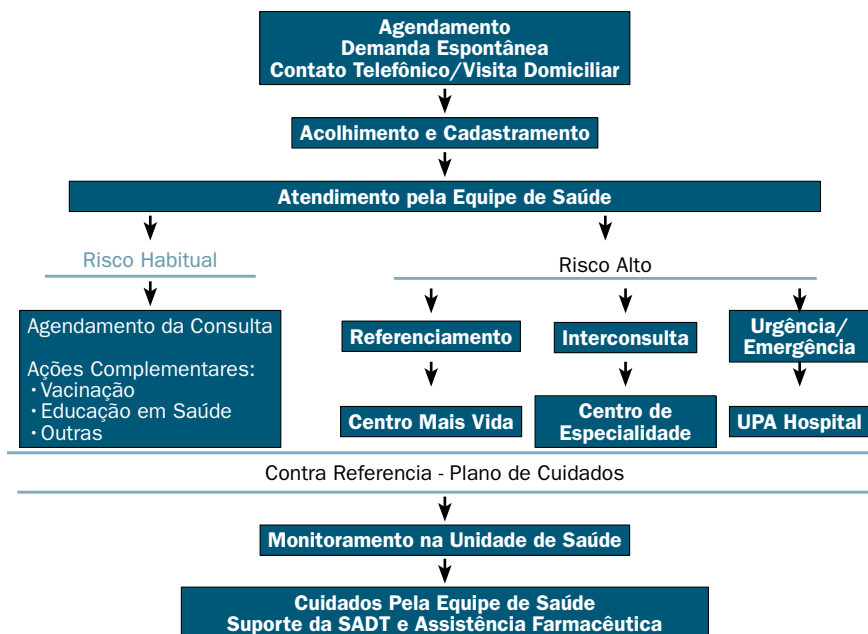 Agendamento
Demanda Espontânea
Contato Telefônico/Visita Domiciliar
Acolhimento e Cadastramento
Atendimento pela Equipe de Saúde
Risco Habitual
Risco Alto
Agendamento da Consulta
Ações Complementares:
• Vacinação
• Educação em Saúde
• Outras
Referenciamento
Interconsulta
Urgência/
Emergência
Centro Mais Vida
Centro de
Especialidade
UPA Hospital
Contra Referencia - Plano de Cuidados
Monitoramento na Unidade de Saúde
Cuidados Pela Equipe de Saúde
Suporte da SADT e Assistência Farmacêutica